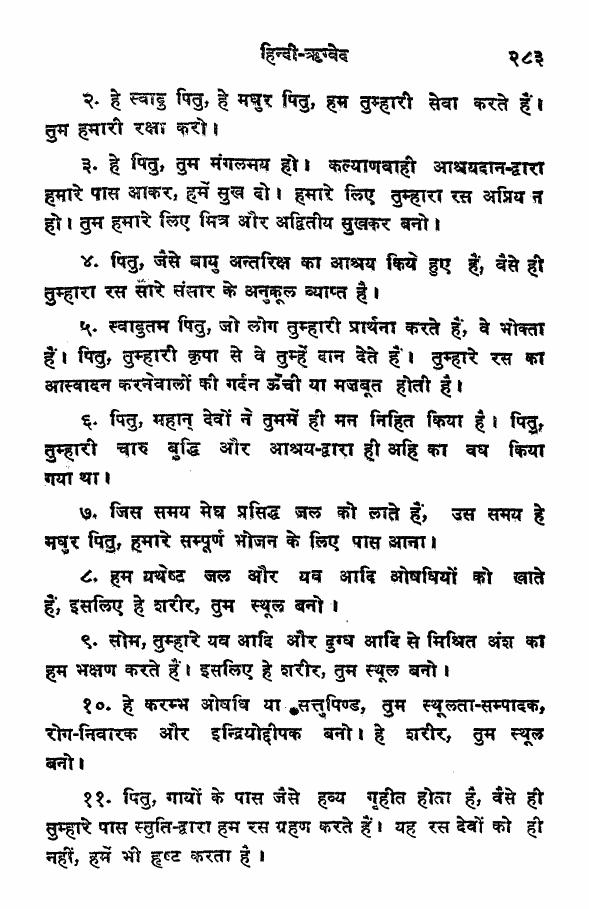 हिन्दी-ऋग्वेद २८३
२. हे स्वादु पितु, हे मधुर पितु, हम तुम्हारी सेवा करते हैं।
तुम हमारी रक्षा करो।
३. हे पितु, तुम मंगलमय हो। कल्याणवाही आश्रयदान-द्वारा
हमारे पास आकर, हमें सुख दो। हमारे लिए तुम्हारा रस अप्रिय न
हो। तुम हमारे लिए मित्र और अद्वितीय सुखकर बनो।
४. पितु, जैसे वायु अन्तरिक्ष का आश्रय किये हुए हैं, वैसे ही
तुम्हारा रस सारे संसार के अनुकूल व्याप्त है।
५. स्वादुतम पितु, जो लोग तुम्हारी प्रार्थना करते हैं, वे भोक्ता
हैं। पितु, तुम्हारी कृपा से वे तुम्हें दान देते हैं। तुम्हारे रस का
आस्वादन करनेवालों की गर्दन ऊँची या मजबूत होती है।
६. पितु, महान् देवों ने तुममें ही मन निहित किया है। पितु,
तुम्हारी चारु बुद्धि और आश्रय-द्वारा ही अहि का वध किया
गया था।
७. जिस समय मेघ प्रसिद्ध जल को लाते हैं, उस समय हे
मधुर पितु, हमारे सम्पूर्ण भोजन के लिए पास आना।
८. हम यथेष्ट जल और यव आदि ओषधियों को खाते
हैं, इसलिए हे शरीर, तुम स्थूल बनो।
९. सोम, तुम्हारे यव आदि और दुग्ध आदि से मिश्रित अंश का
हम भक्षण करते हैं। इसलिए हे शरीर, तुम स्थूल बनो।
१०. हे करम्भ ओषधि या सत्तुपिण्ड, तुम स्थूलता-सम्पादक,
रोग-निवारक और इन्द्रियोद्दीपक बनो। हे शरीर, तुम स्थूल
बनो।
११. पितु, गायों के पास जैसे हव्य गृहीत होता है, वैसे ही
तुम्हारे पास स्तुति-द्वारा हम रस ग्रहण करते हैं। यह रस देवों को ही
नहीं, हमें भी हृष्ट करता है।